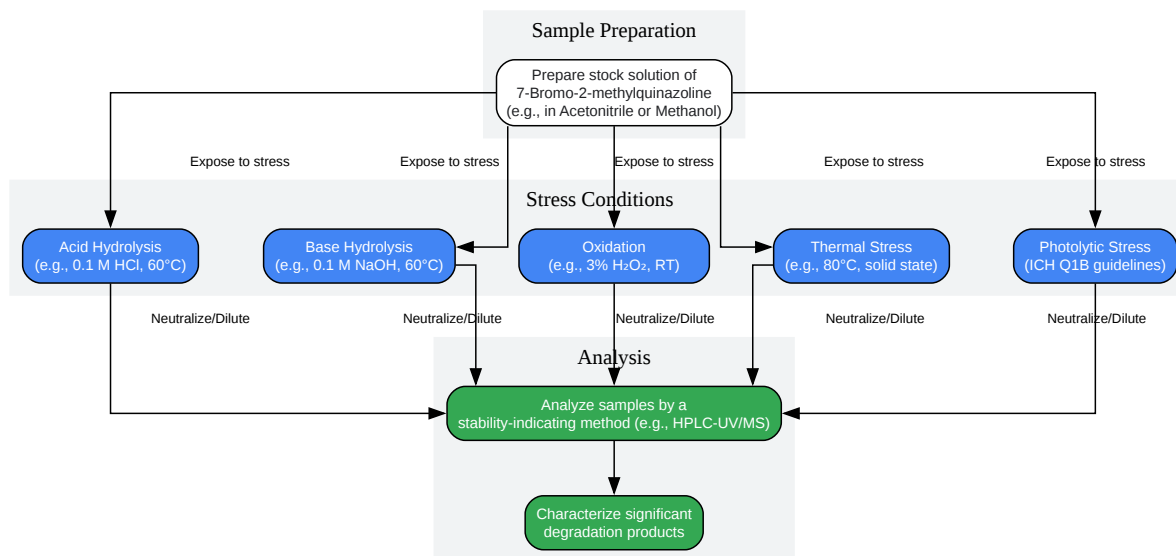 Sample Preparation
Prepare stock solution of
7-Bromo-2-methylquinazoline
(e.g., in Acetonitrile or Methanol)
Expose to stress
Expose to stress
Expose to stress
Expose to stress
Expose to stress
Stress Conditions
Acid Hydrolysis
(e.g., 0.1 M HCl, 60°C)
Base Hydrolysis
(e.g., 0.1 M NaOH, 60°C)
Oxidation
(e.g., 3% H₂O₂, RT)
Thermal Stress
(e.g., 80°C, solid state)
Photolytic Stress
(ICH Q1B guidelines)
Neutralize/Dilute
Neutralize/Dilute
Neutralize/Dilute
Neutralize/Dilute
Neutralize/Dilute
Analysis
Analyze samples by a
stability-indicating method (e.g., HPLC-UV/MS)
Characterize significant
degradation products